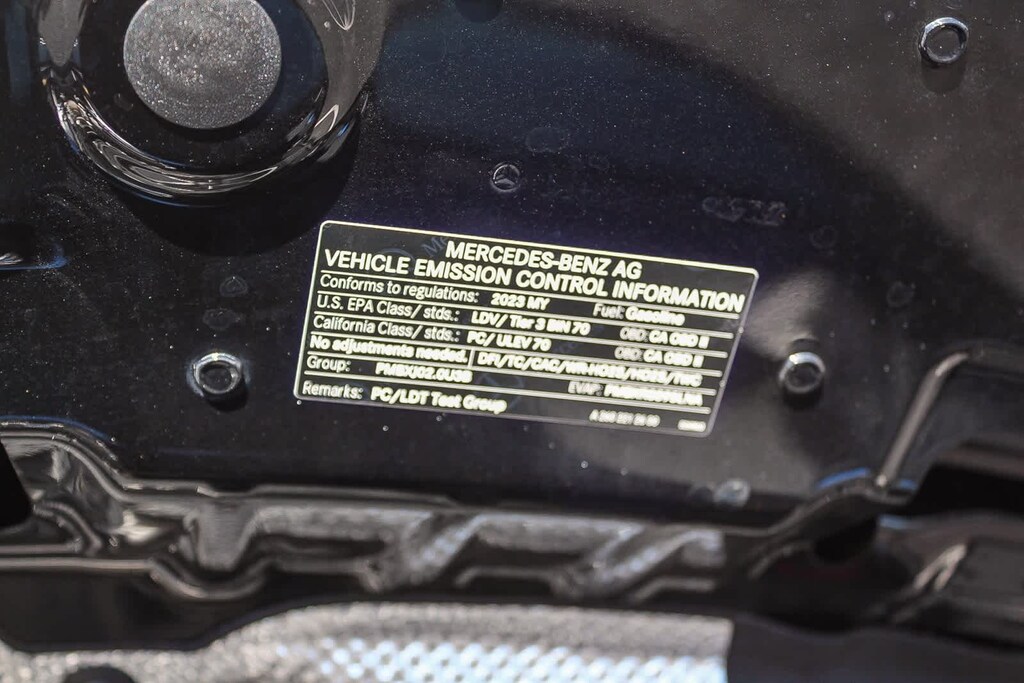 MERCEDES-BENZ AG
VEHICLE EMISSION CONTROL INFORMATION
Conforms to regulations: 2023 MY Fuel: Gasoline
U.S. EPA Class/ stds.: LDV/ Tier 3 BIN 70 OBD: CA OBD II
California Class/ stds.: PC/ ULEV 70 OBD: CA OBD II
No adjustments needed. DFI/TC/CAC/WR-HO2S/HO2S/TWC
Group: EVAP:
Remarks: PC/LDT Test Group